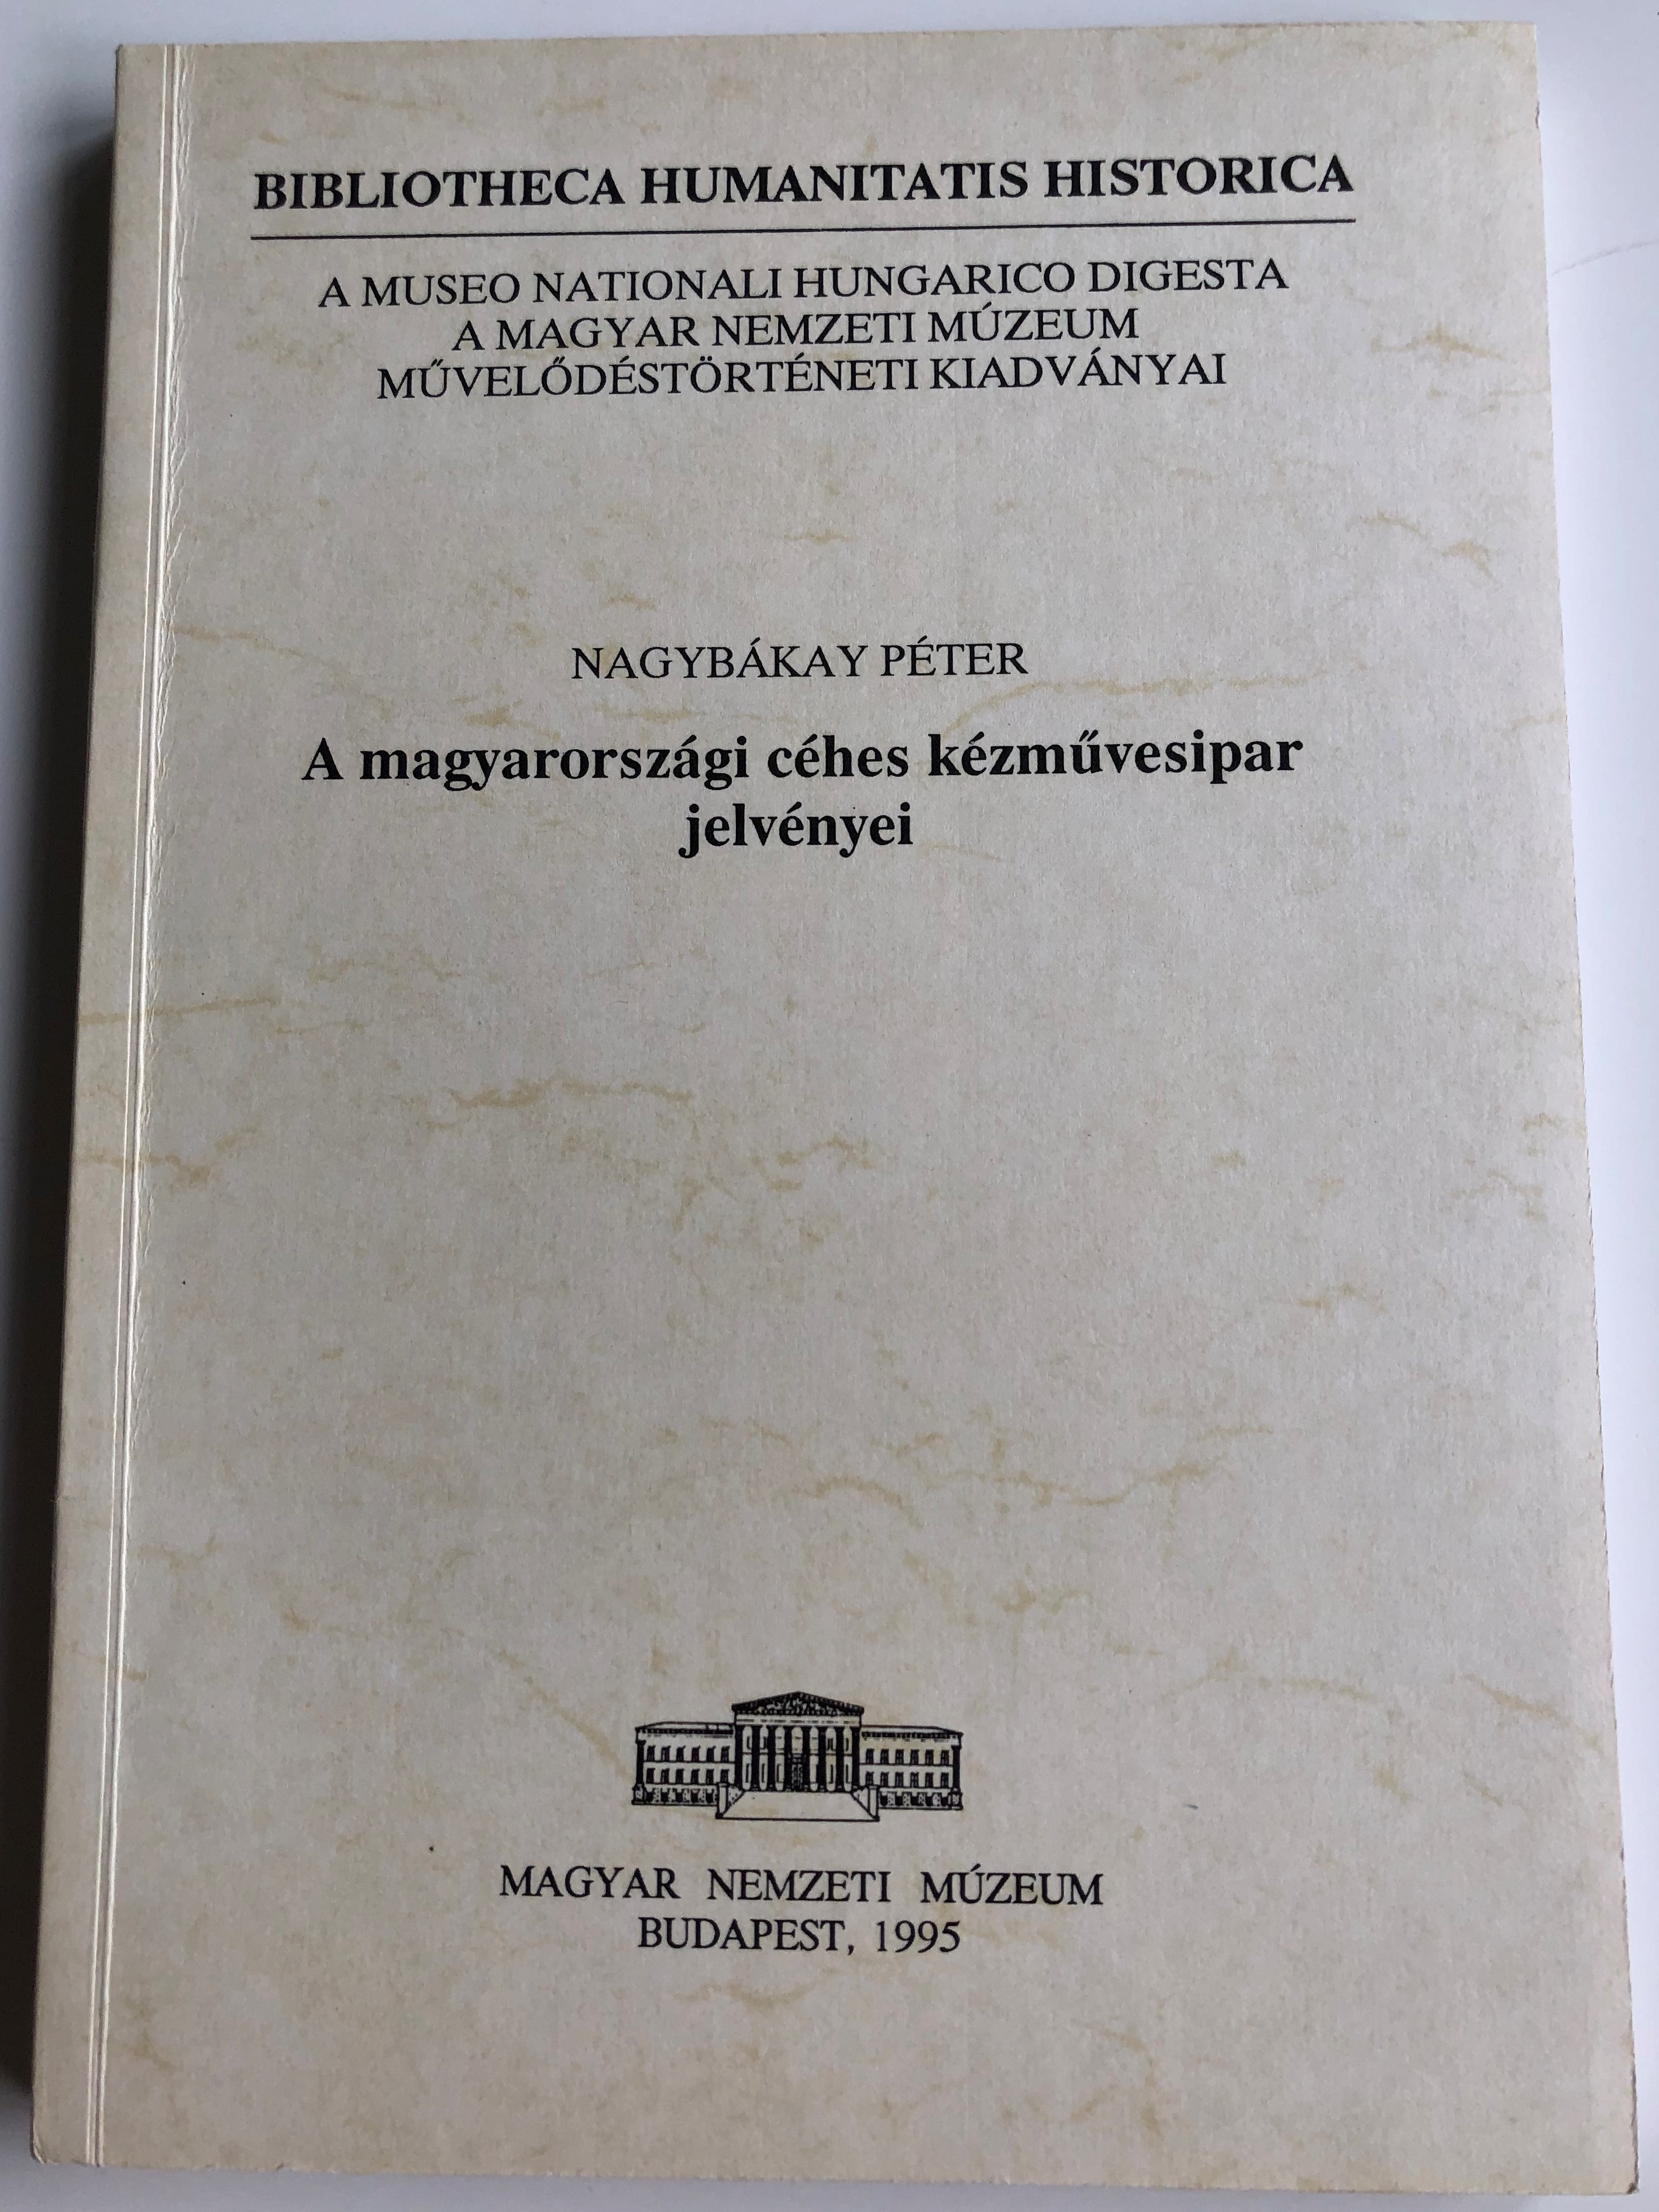 BIBLIOTHECA HUMANITATIS HISTORICA
A MUSEO NATIONALI HUNGARICO DIGESTA
A MAGYAR NEMZETI MÚZEUM
MŰVELŐDÉSTÖRTÉNETI KIADVÁNYAI
NAGYBÁKAY PÉTER
A magyarországi céhes kézművesipar
jelvényei
MAGYAR NEMZETI MÚZEUM
BUDAPEST, 1995